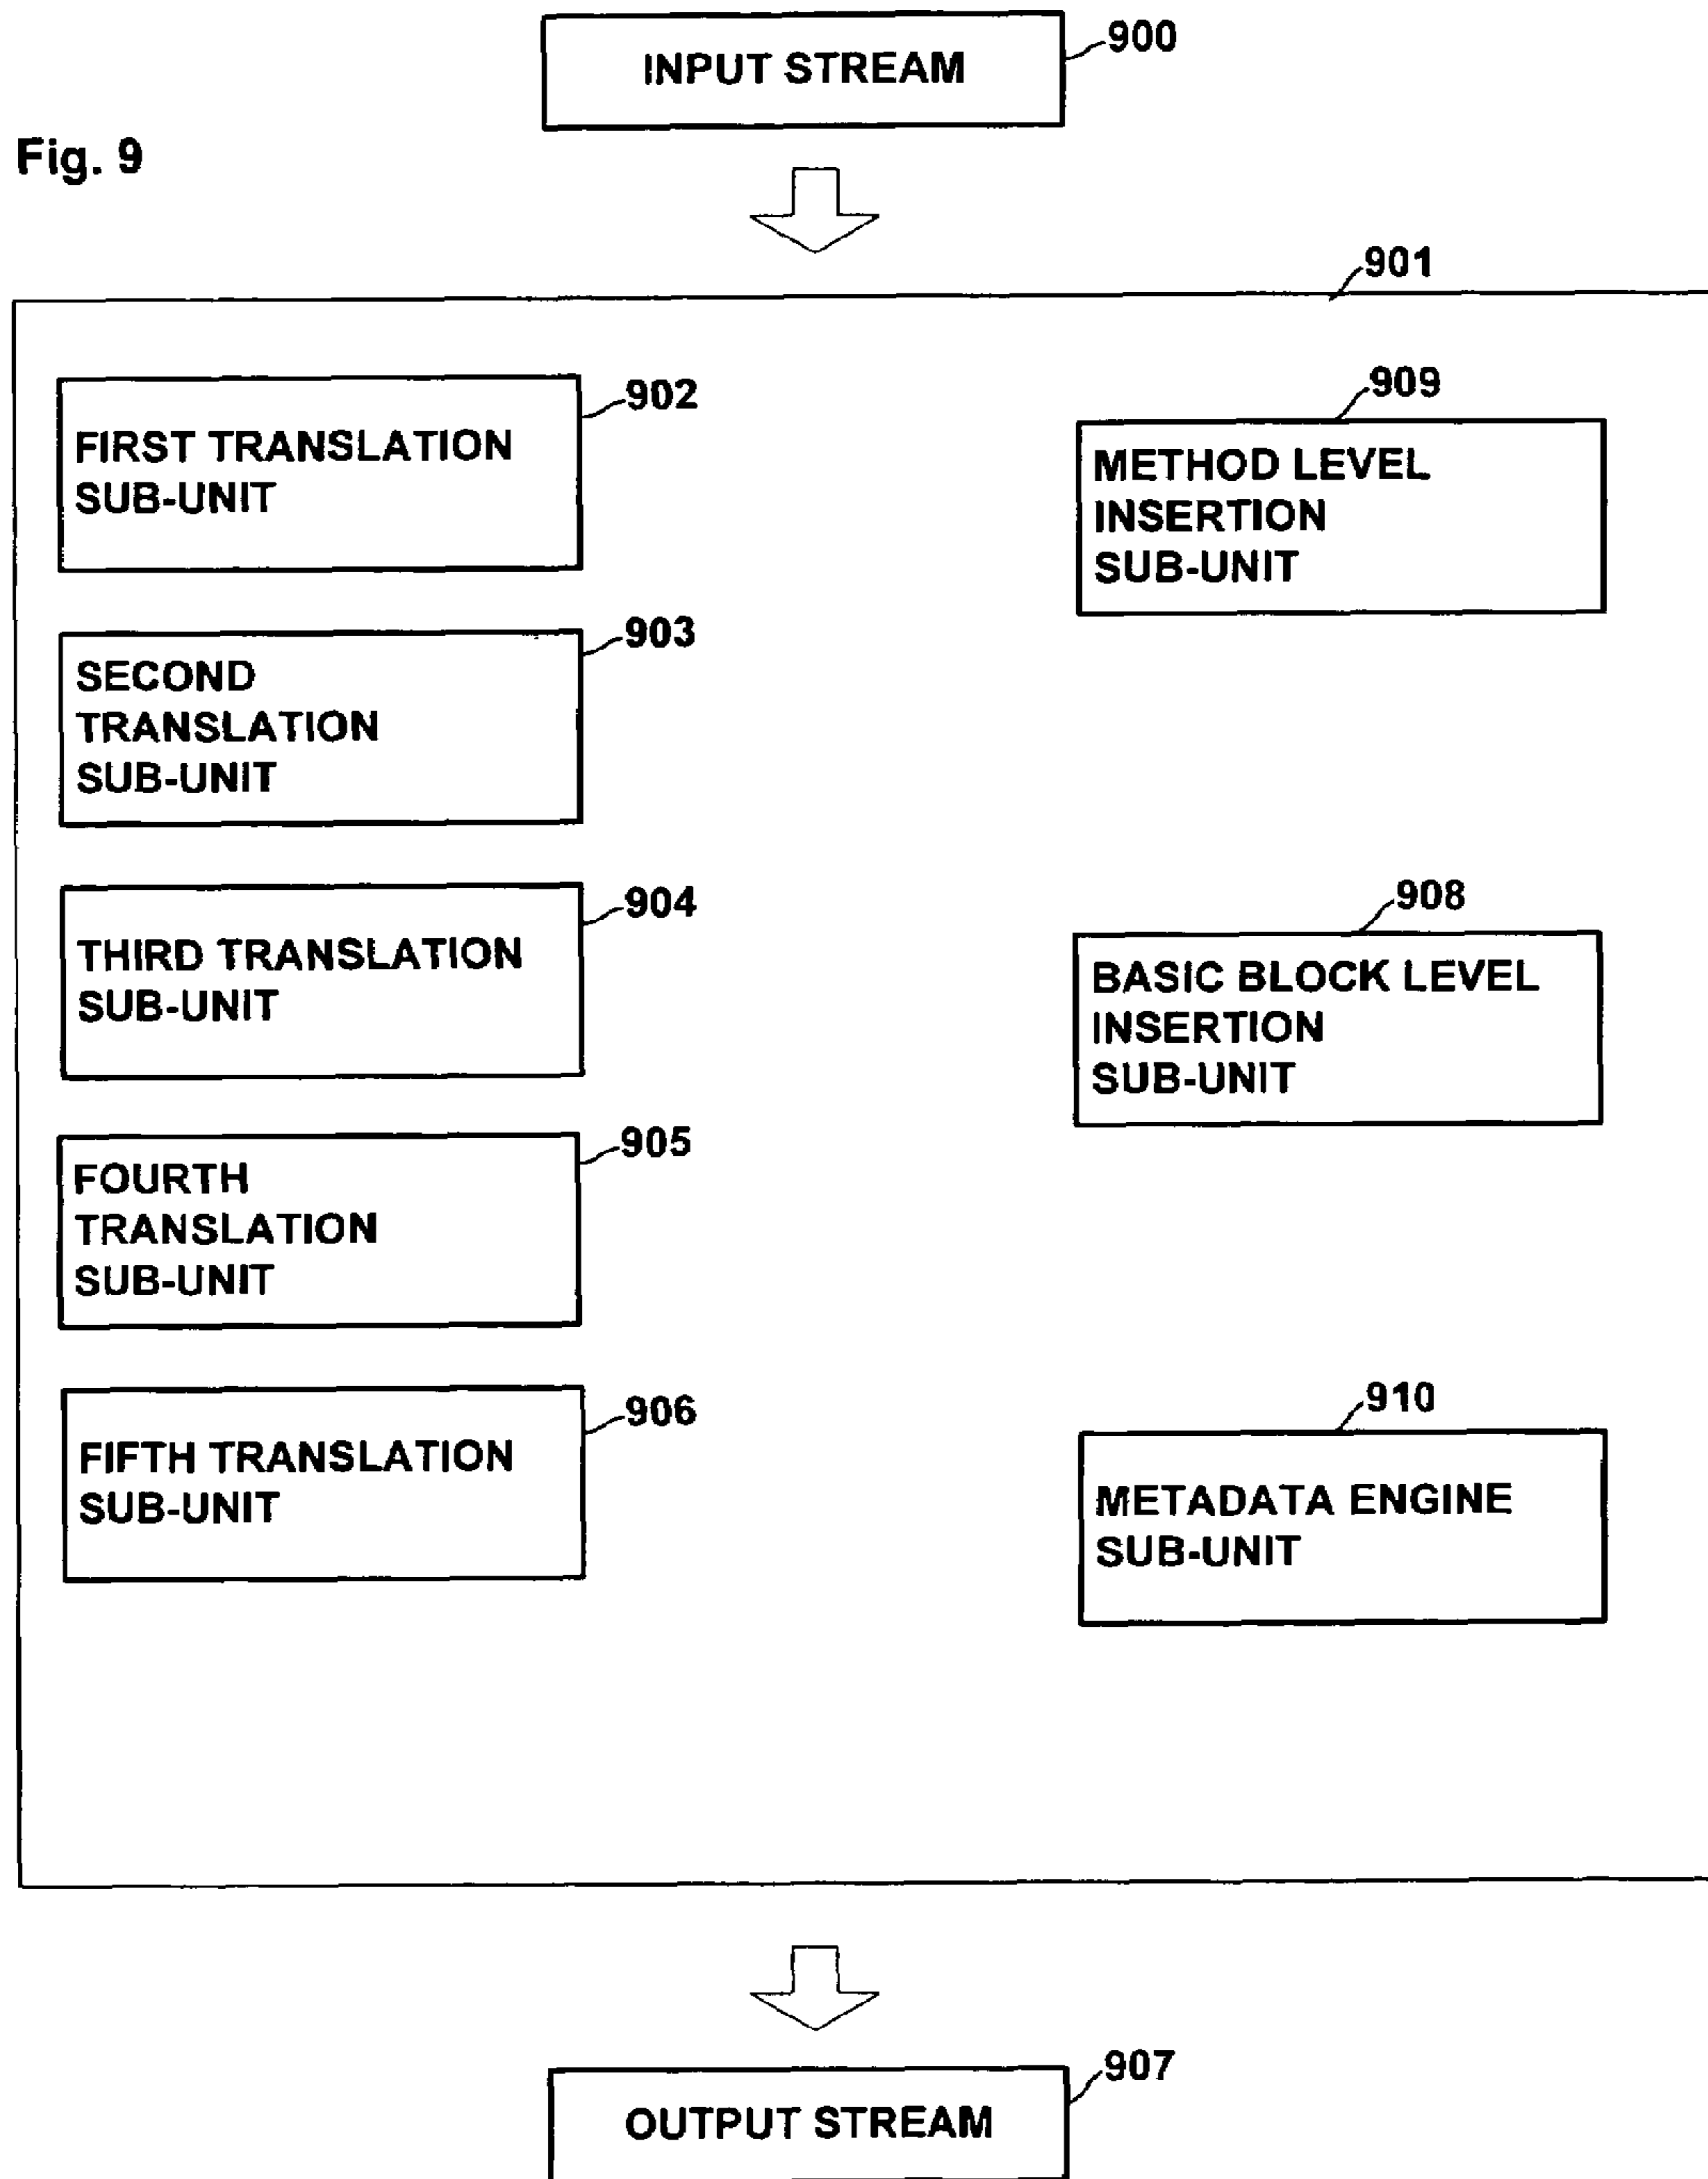 900
INPUT STREAM
Fig. 9
901
902
FIRST TRANSLATION
SUB-UNIT
909
METHOD LEVEL
INSERTION
SUB-UNIT
903
SECOND
TRANSLATION
SUB-UNIT
904
THIRD TRANSLATION
SUB-UNIT
908
BASIC BLOCK LEVEL
INSERTION
SUB-UNIT
905
FOURTH
TRANSLATION
SUB-UNIT
906
FIFTH TRANSLATION
SUB-UNIT
910
METADATA ENGINE
SUB-UNIT
907
OUTPUT STREAM